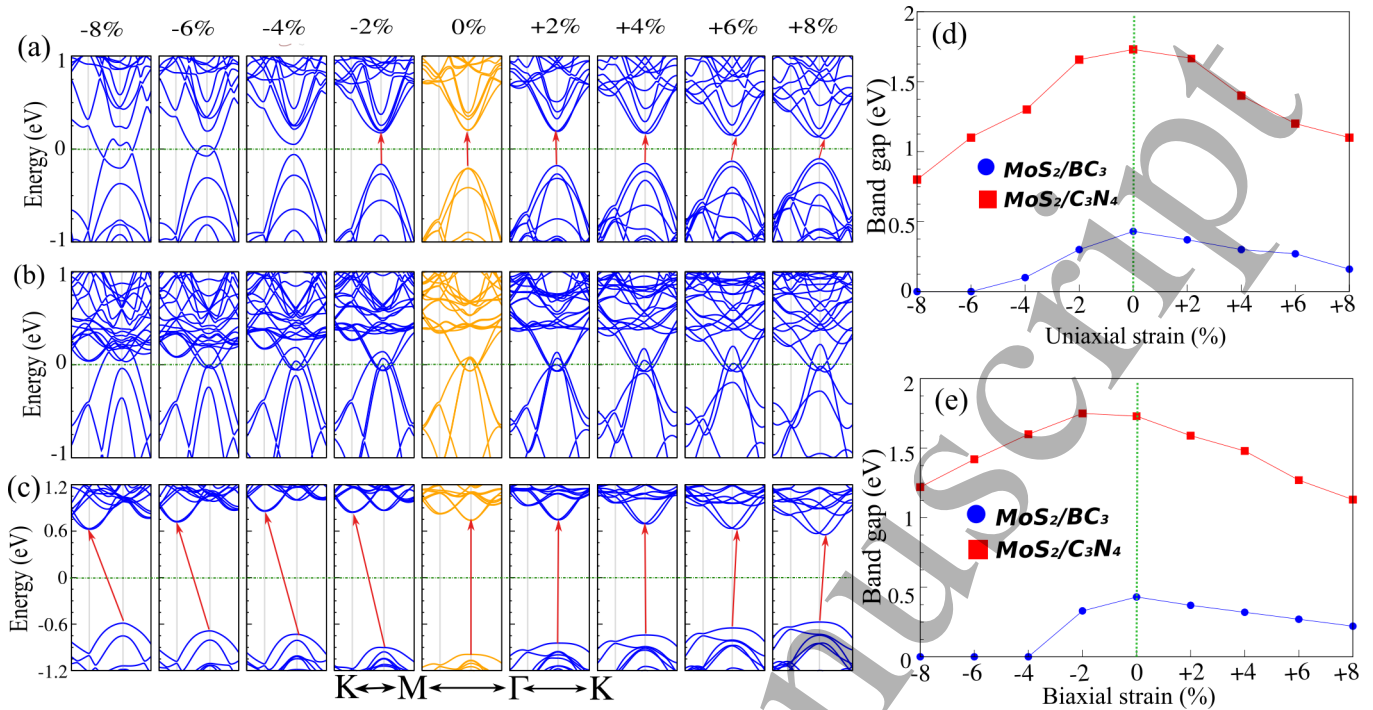 -8% -6% -4% -2% 0% +2% +4% +6% +8%
(a)
1
0
-1
Energy (eV)
(b)
1
0
-1
Energy (eV)
(c)
1.2
0.6
0
-0.6
-1.2
Energy (eV)
K M Γ K
(d)
2
1.5
1
0.5
0
Band gap (eV)
MoS₂/BC₃
MoS₂/C₃N₄
-8 -6 -4 -2 0 +2 +4 +6 +8
Uniaxial strain (%)
(e)
2
1.5
1
0.5
0
Band gap (eV)
MoS₂/BC₃
MoS₂/C₃N₄
-8 -6 -4 -2 0 +2 +4 +6 +8
Biaxial strain (%)
nuscript